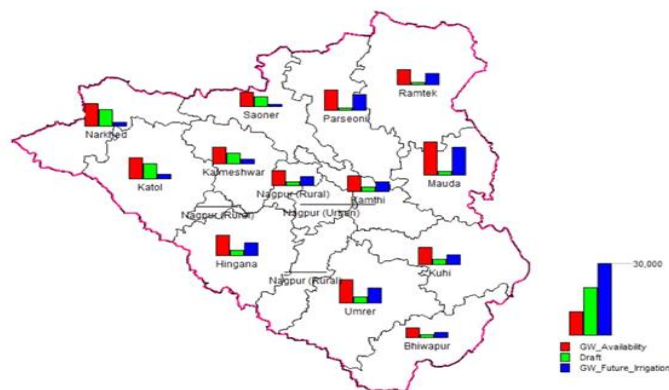 Ramtek
Saoner
Parseoni
Narkhed
Kalmeshwar
Mauda
Katol
Nagpur (Rural)
Kamthi
Nagpur (Rural)
Nagpur (Urban)
Hingana
Kuhi
Nagpur (Rural)
Umrer
Bhiwapur
30,000
GW_Availability
Draft
GW_Future_Irrigation